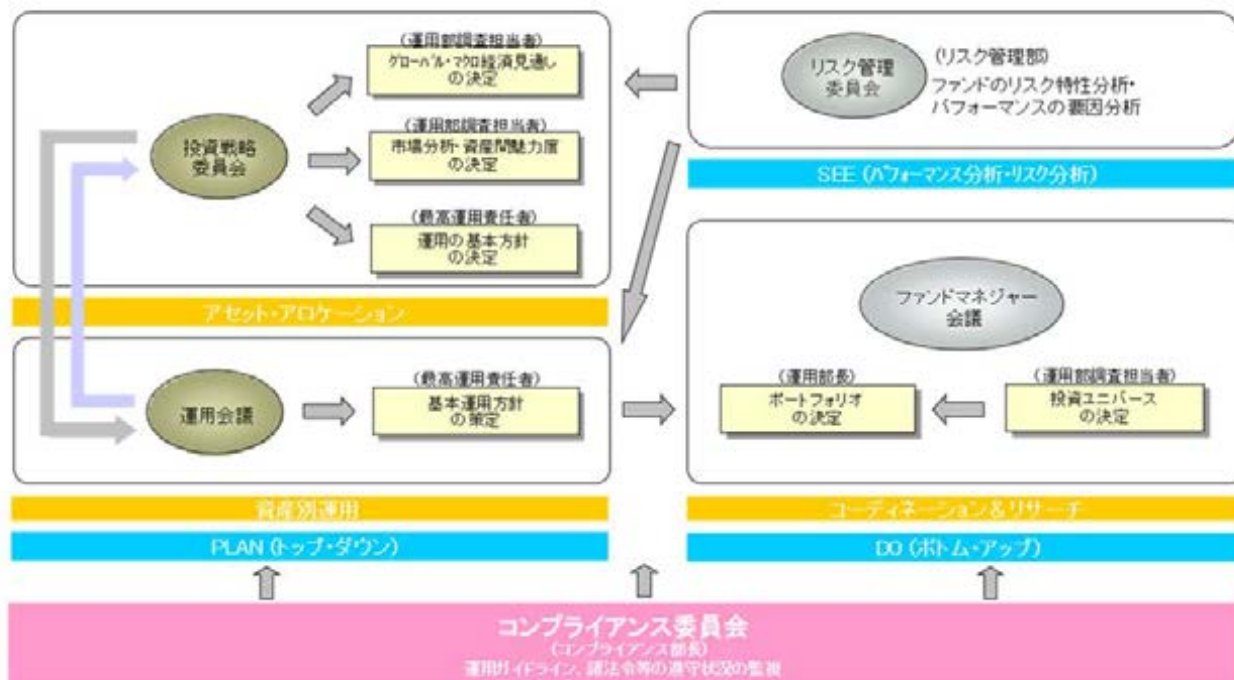 (運用部調査担当者)
グローバル・マクロ経済見通し
の決定
投資戦略
委員会
(運用部調査担当者)
市場分析・資産間魅力度
の決定
(最高運用責任者)
運用の基本方針
の決定
アセット・アロケーション
リスク管理
委員会
(リスク管理部)
ファンドのリスク特性分析・
パフォーマンスの要因分析
SEE (パフォーマンス分析・リスク分析)
運用会議
(最高運用責任者)
基本運用方針
の策定
資産別運用
PLAN (トップ・ダウン)
ファンドマネジャー
会議
(運用部長)
ポートフォリオ
の決定
(運用部調査担当者)
投資ユニバース
の決定
コーディネーション＆リサーチ
DO (ボトム・アップ)
コンプライアンス委員会
(コンプライアンス部長)
運用ガイドライン、諸法令等の遵守状況の監視